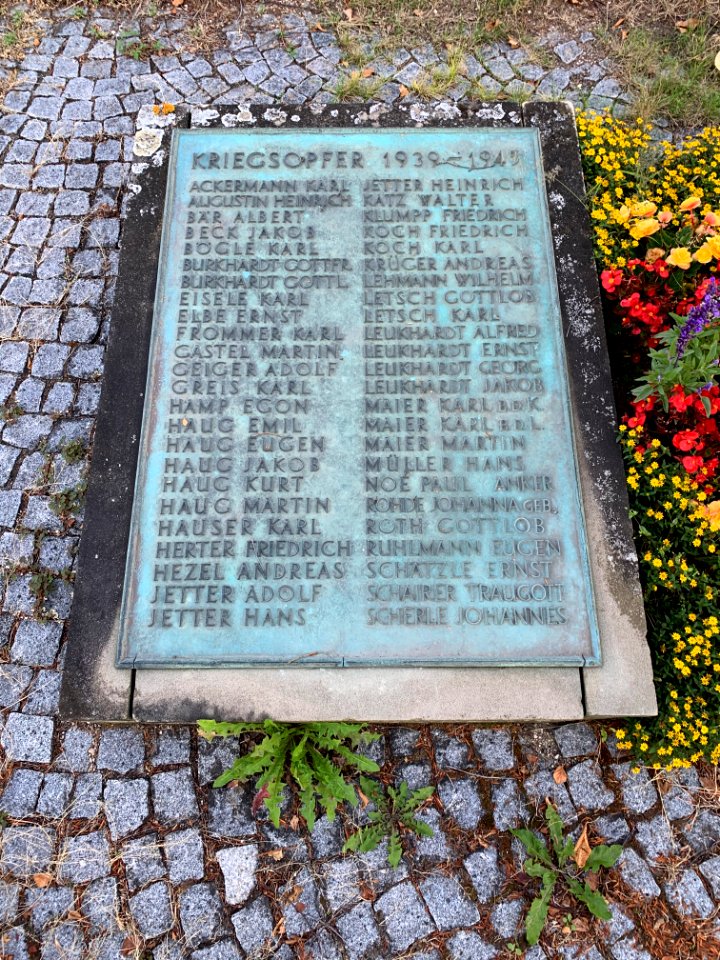 KRIEGSOPFER 1939-1945
ACKERMANN KARL
AUGUSTIN HEINRICH
BÄR ALBERT
BECK JAKOB
BÖGLE KARL
BURKHARDT GOTTFR.
BURKHARDT GOTTL.
EISELE KARL
ELBE ERNST
FROMMER KARL
GASTEL MARTIN
GEIGER ADOLF
GREIS KARL
HAMP EGON
HAUG EMIL
HAUG EUGEN
HAUG JAKOB
HAUG KURT
HAUG MARTIN
HAUSER KARL
HERTER FRIEDRICH
HEZEL ANDREAS
JETTER ADOLF
JETTER HANS
JETTER HEINRICH
KATZ WALTER
KLUMPP FRIEDRICH
KOCH FRIEDRICH
KOCH KARL
KRÜGER ANDREAS
LEHMANN WILHELM
LETSCH GOTTLOB
LETSCH KARL
LEUKHARDT ALFRED
LEUKHARDT ERNST
LEUKHARDT GEORG
LEUKHARDT JAKOB
MAIER KARL B.D.K.
MAIER KARL B.D.L.
MAIER MARTIN
MÜLLER HANS
NOE PAUL
ROHDE JOHANNA GEB.
ROTH GOTTLOB
RUHLMANN EUGEN
SCHÄTZLE ERNST
SCHAIRER TRAUGOTT
SCHERLE JOHANNIES